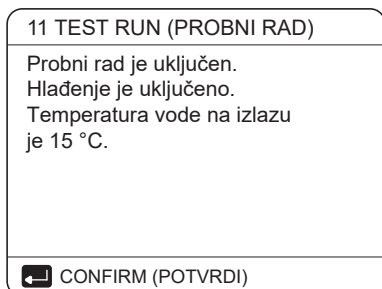 11 TEST RUN (PROBNI RAD)
Probni rad je uključen.
Hlađenje je uključeno.
Temperatura vode na izlazu
je 15 °C.
CONFIRM (POTVRDI)